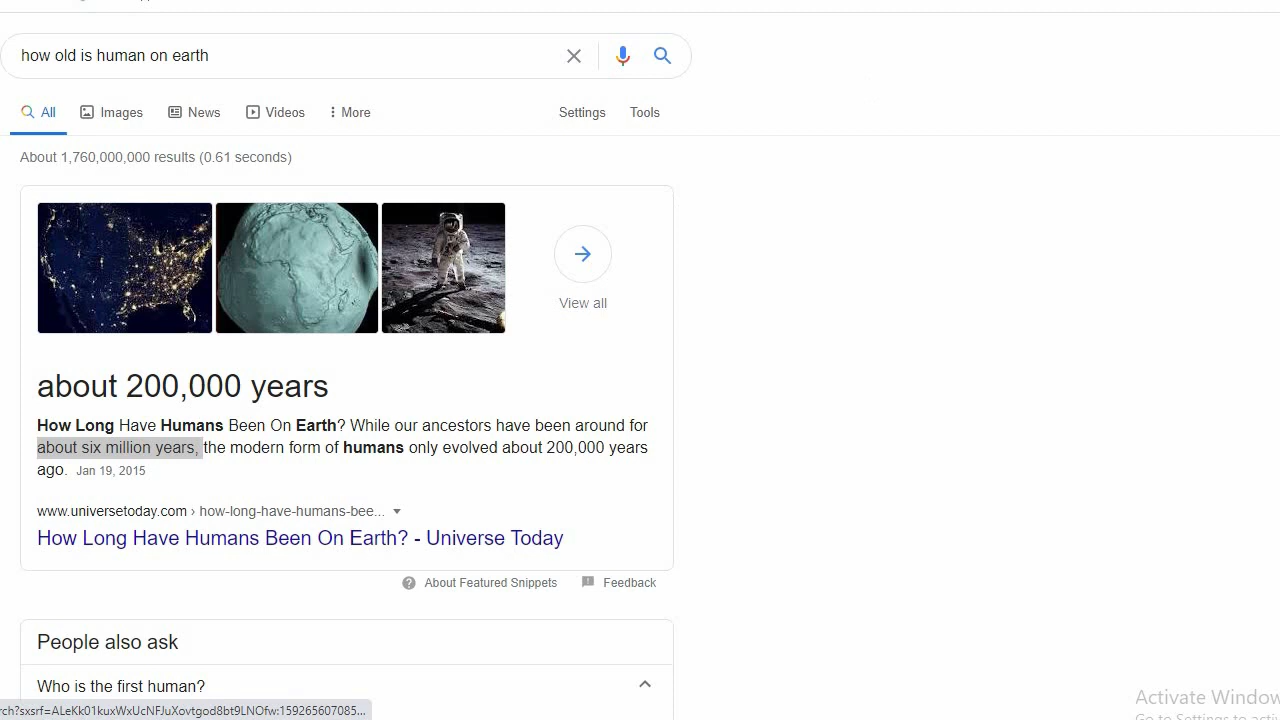 how old is human on earth
All Images News Videos More Settings Tools
About 1,760,000,000 results (0.61 seconds)
View all
about 200,000 years
How Long Have Humans Been On Earth? While our ancestors have been around for
about six million years, the modern form of humans only evolved about 200,000 years
ago. Jan 19, 2015
www.universetoday.com › how-long-have-humans-bee...
How Long Have Humans Been On Earth? - Universe Today
About Featured Snippets Feedback
People also ask
Who is the first human?
Activate Window